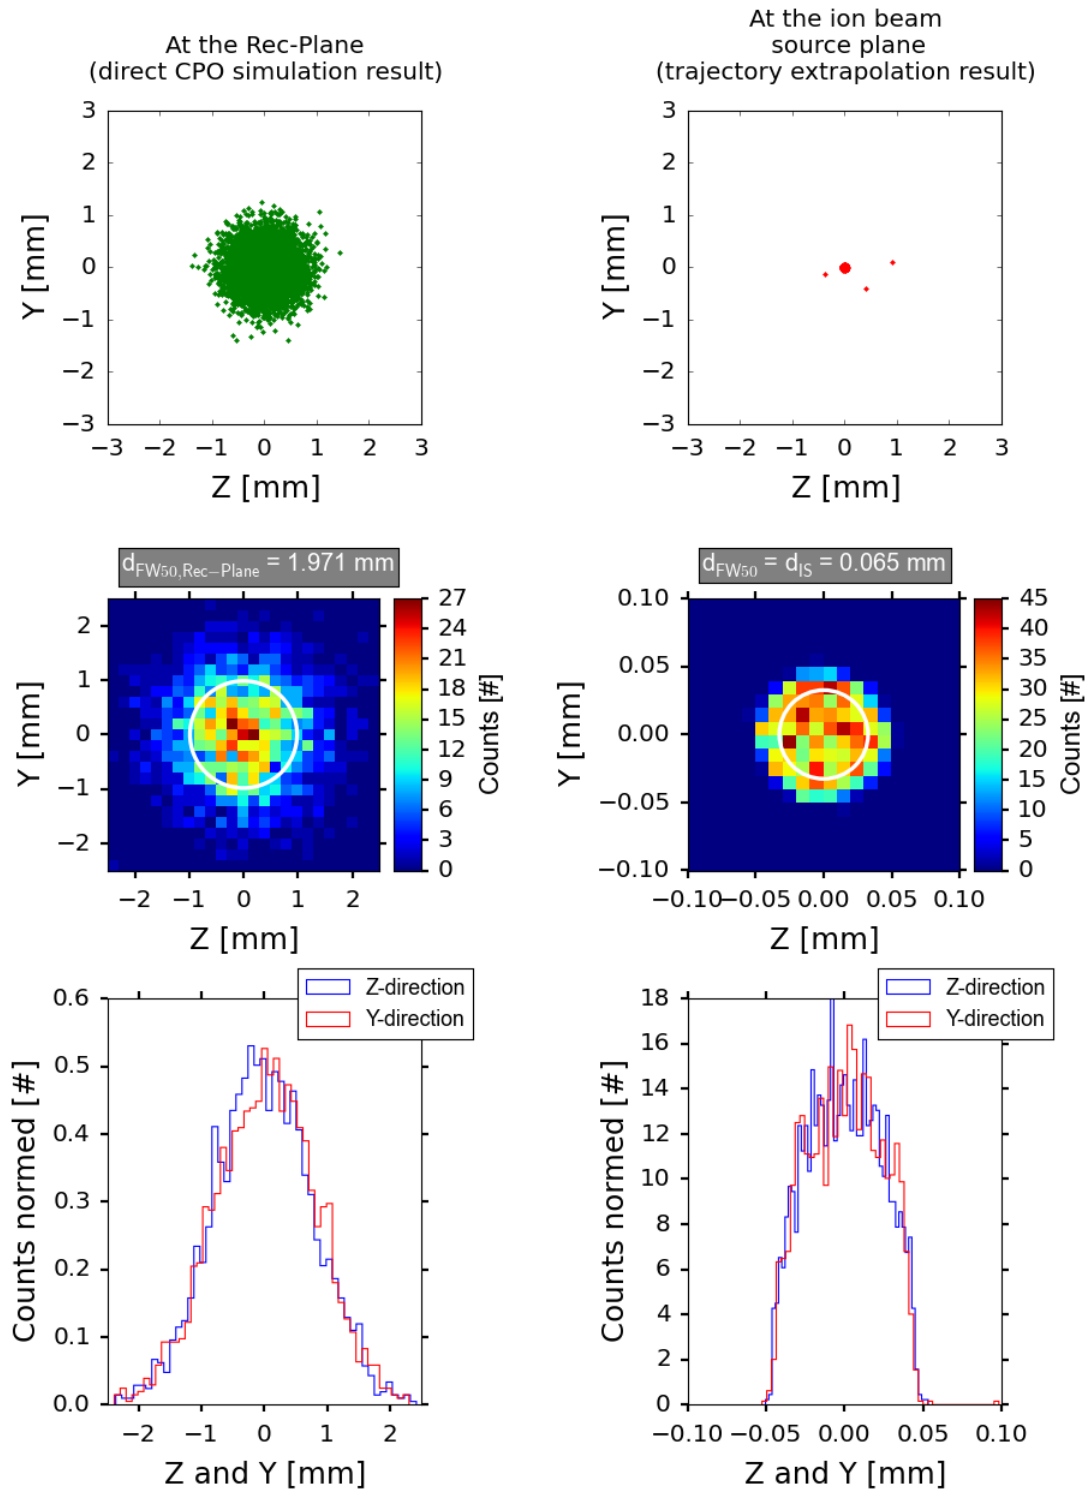 At the Rec-Plane
(direct CPO simulation result)
At the ion beam
source plane
(trajectory extrapolation result)
3
2
1
0
−1
−2
−3
Y [mm]
−3 −2 −1 0 1 2 3
Z [mm]
3
2
1
0
−1
−2
−3
Y [mm]
−3 −2 −1 0 1 2 3
Z [mm]
d_FW50,Rec−Plane = 1.971 mm
2
1
0
−1
−2
Y [mm]
−2 −1 0 1 2
Z [mm]
27
24
21
18
15
12
9
6
3
0
Counts [#]
d_FW50 = d_IS = 0.065 mm
0.10
0.05
0.00
−0.05
−0.10
Y [mm]
−0.10 −0.05 0.00 0.05 0.10
Z [mm]
45
40
35
30
25
20
15
10
5
0
Counts [#]
Z-direction
Y-direction
0.6
0.5
0.4
0.3
0.2
0.1
0.0
Counts normed [#]
−2 −1 0 1 2
Z and Y [mm]
Z-direction
Y-direction
18
16
14
12
10
8
6
4
2
0
Counts normed [#]
−0.10 −0.05 0.00 0.05 0.10
Z and Y [mm]